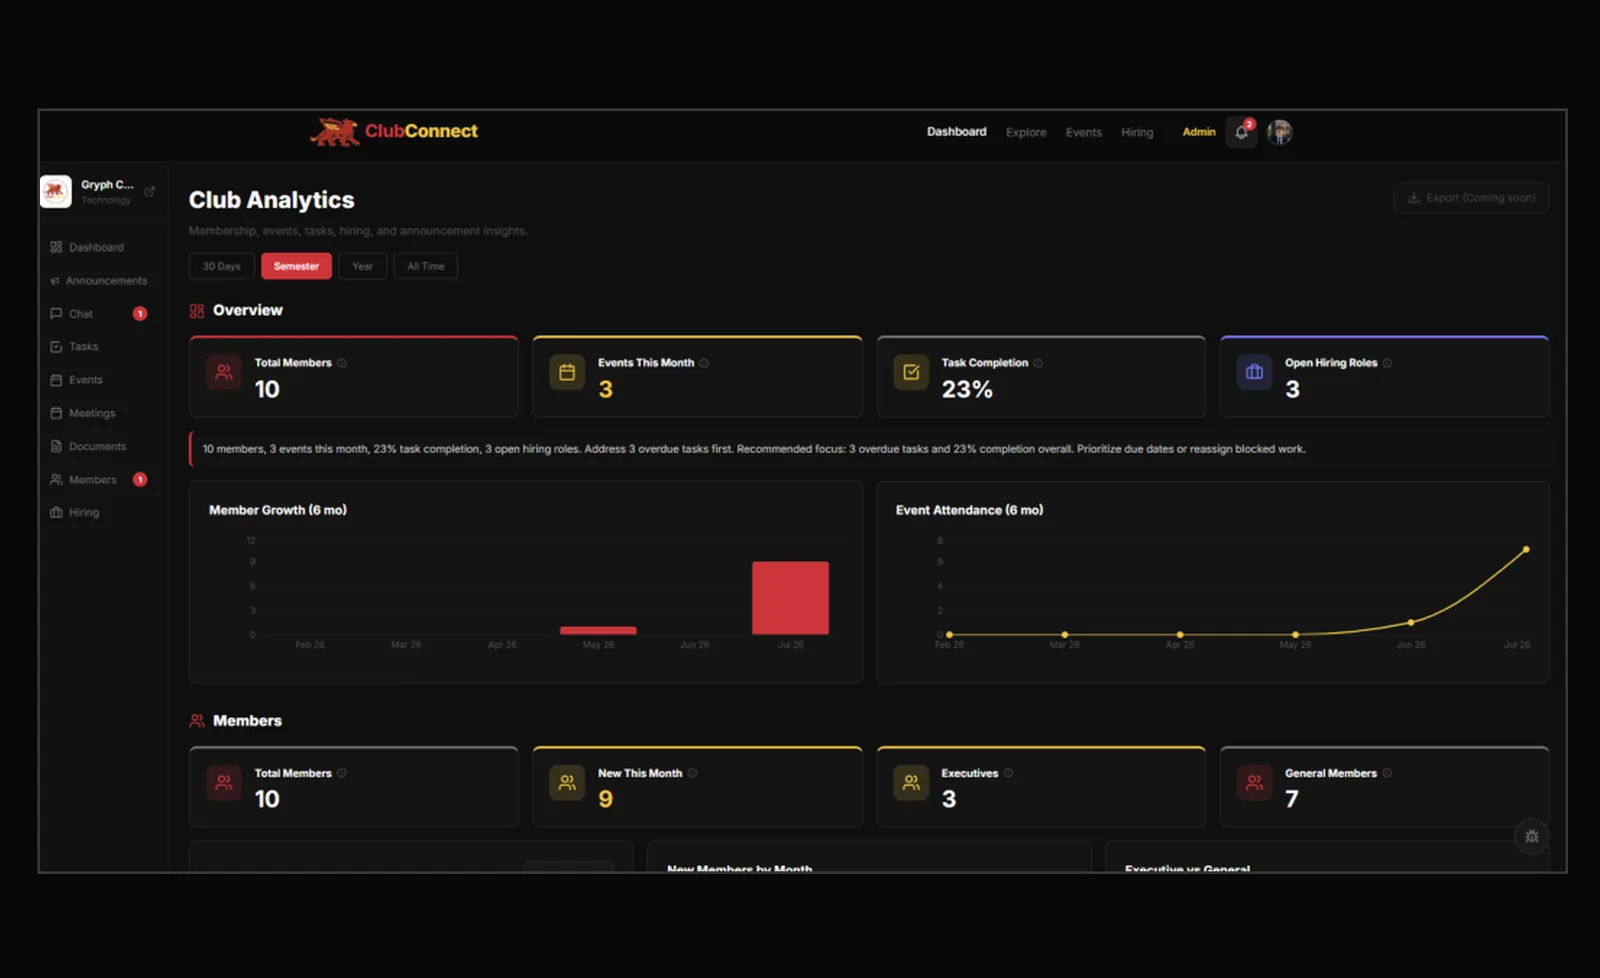 ClubConnect
Dashboard Explore Events Hiring Admin 2
Gryph C...
Technology
Dashboard
Announcements
Chat 1
Tasks
Events
Meetings
Documents
Members 1
Hiring
Club Analytics
Export (Coming soon)
Membership, events, tasks, hiring, and announcement insights.
30 Days Semester Year All Time
Overview
Total Members
10
Events This Month
3
Task Completion
23%
Open Hiring Roles
3
10 members, 3 events this month, 23% task completion, 3 open hiring roles. Address 3 overdue tasks first. Recommended focus: 3 overdue tasks and 23% completion overall. Prioritize due dates or reassign blocked work.
Member Growth (6 mo)
12
9
6
3
0
Feb 26 Mar 26 Apr 26 May 26 Jun 26 Jul 26
Event Attendance (6 mo)
8
6
4
2
0
Feb 26 Mar 26 Apr 26 May 26 Jun 26 Jul 26
Members
Total Members
10
New This Month
9
Executives
3
General Members
7
New Members by Month
Executive vs General